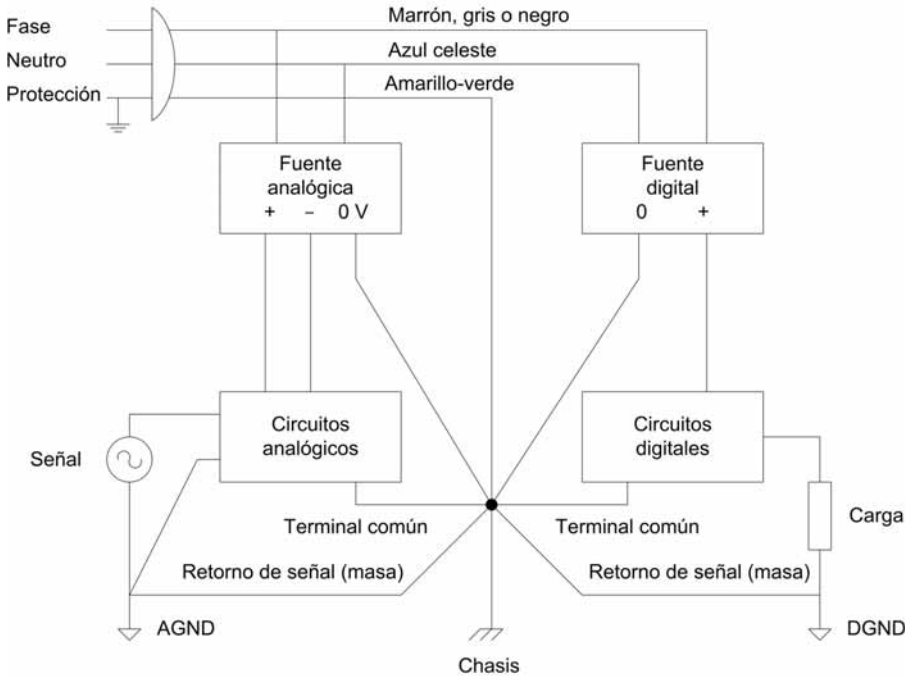 Marrón, gris o negro
Fase
Azul celeste
Neutro
Amarillo-verde
Protección
Fuente
analógica
+ – 0 V
Fuente
digital
0 +
Circuitos
analógicos
Circuitos
digitales
Señal
Carga
Terminal común
Terminal común
Retorno de señal (masa)
Retorno de señal (masa)
AGND
DGND
Chasis